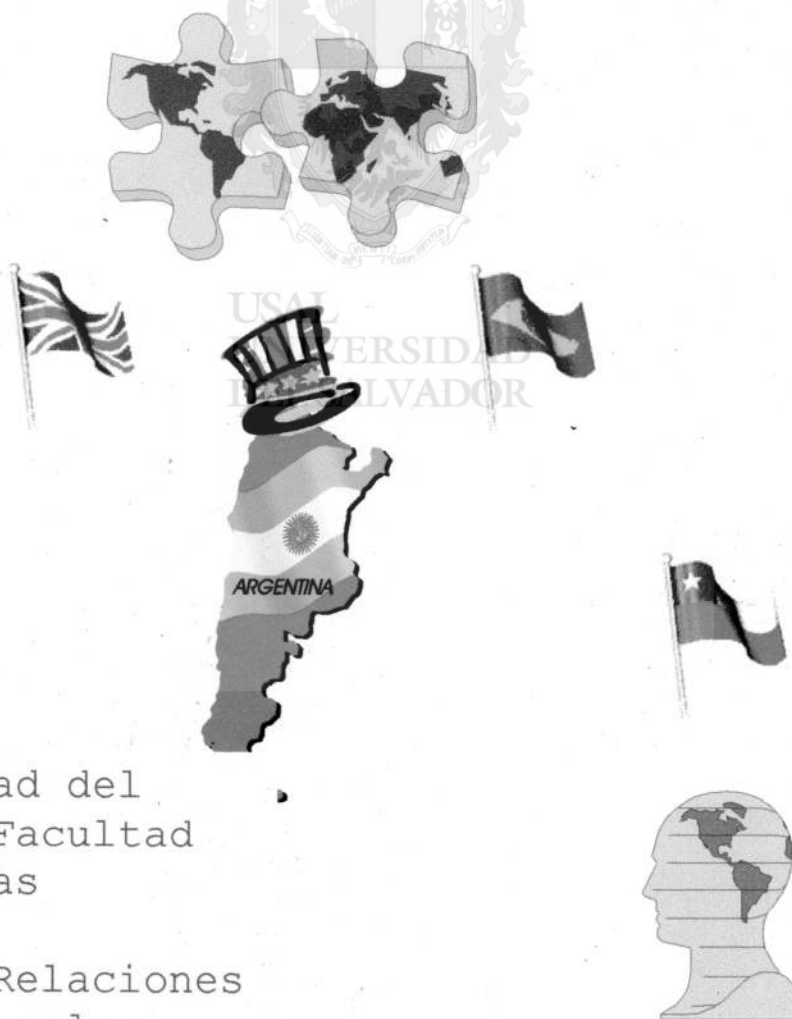 USAL
UNIVERSIDAD
DEL SALVADOR
ARGENTINA
ad del
Facultad
as
Relaciones